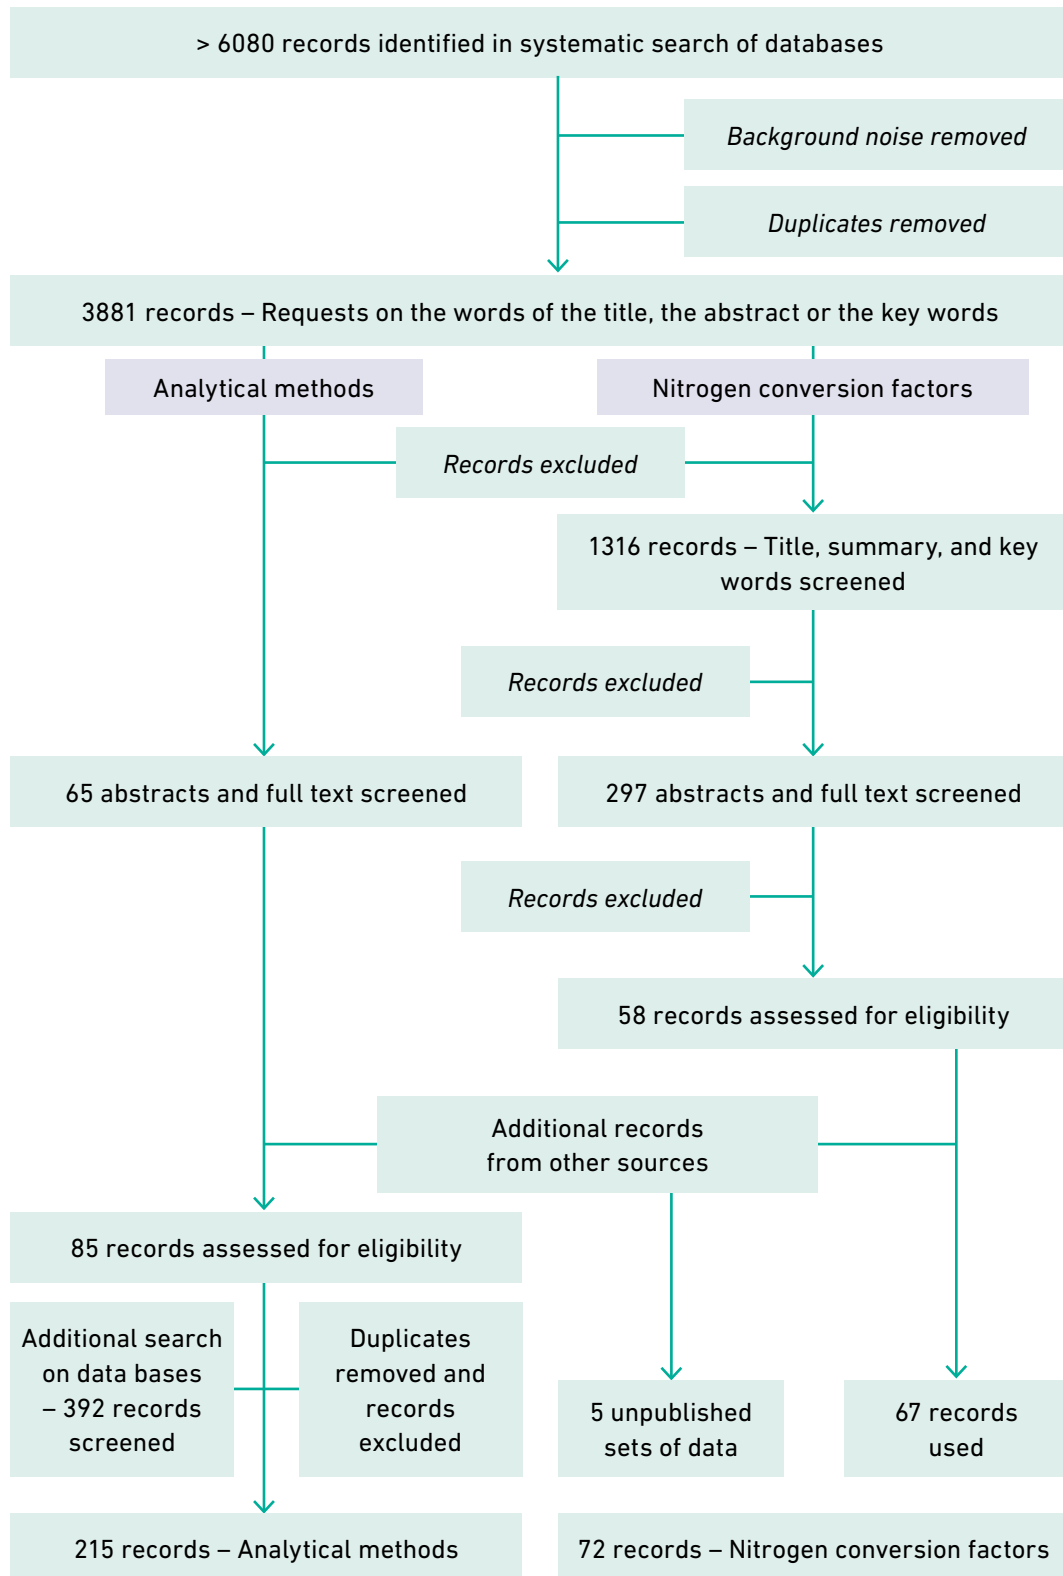 > 6080 records identified in systematic search of databases
Background noise removed
Duplicates removed
3881 records – Requests on the words of the title, the abstract or the key words
Analytical methods
Nitrogen conversion factors
Records excluded
1316 records – Title, summary, and key
words screened
Records excluded
65 abstracts and full text screened
297 abstracts and full text screened
Records excluded
58 records assessed for eligibility
Additional records
from other sources
85 records assessed for eligibility
Additional search
on data bases
– 392 records
screened
Duplicates
removed and
records
excluded
5 unpublished
sets of data
67 records
used
215 records – Analytical methods
72 records – Nitrogen conversion factors